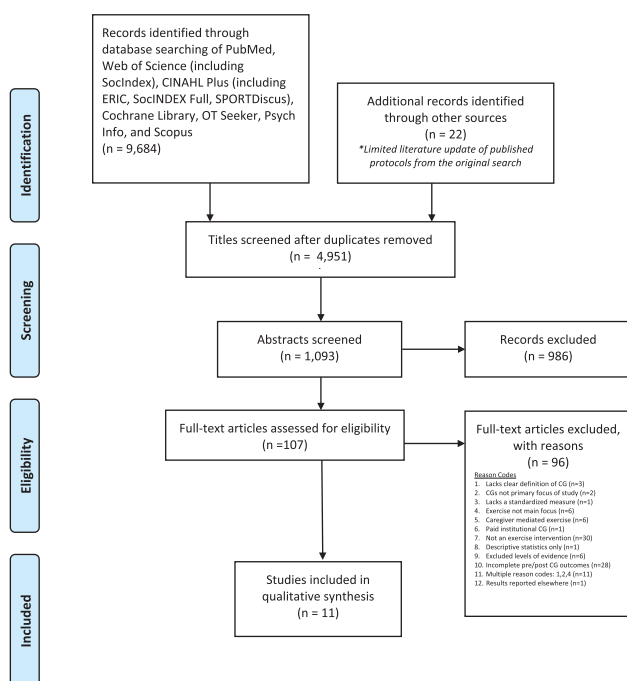 Records identified through
database searching of PubMed,
Web of Science (including
SocIndex), CINAHL Plus (including
ERIC, SocINDEX Full, SPORTDiscus),
Cochrane Library, OT Seeker, Psych
Info, and Scopus
(n = 9,684)
Additional records identified
through other sources
(n = 22)
*Limited literature update of published
protocols from the original search
Identification
Titles screened after duplicates removed
(n = 4,951)
Screening
Abstracts screened
(n = 1,093)
Records excluded
(n = 986)
Eligibility
Full-text articles assessed for eligibility
(n =107)
Full-text articles excluded,
with reasons
(n = 96)
Reason Codes
1. Lacks clear definition of CG (n=3)
2. CGs not primary focus of study (n=2)
3. Lacks a standardized measure (n=1)
4. Exercise not main focus (n=6)
5. Caregiver mediated exercise (n=6)
6. Paid institutional CG (n=1)
7. Not an exercise intervention (n=30)
8. Descriptive statistics only (n=1)
9. Excluded levels of evidence (n=6)
10. Incomplete pre/post CG outcomes (n=28)
11. Multiple reason codes: 1,2,4 (n=11)
12. Results reported elsewhere (n=1)
Included
Studies included in
qualitative synthesis
(n = 11)